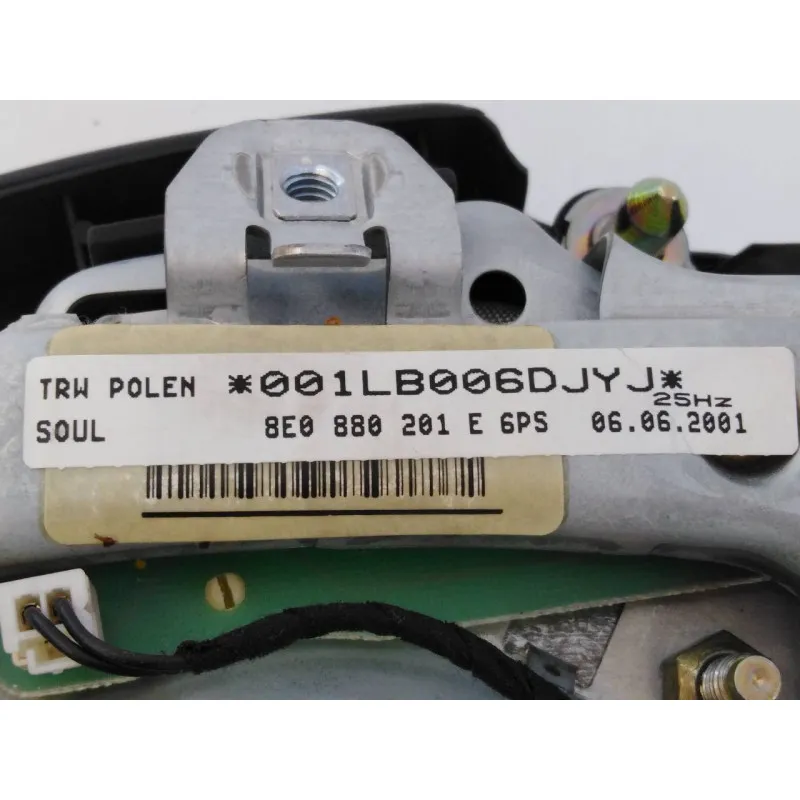 TRW POLEN *001LB006DJYJ*
25Hz
SOUL 8E0 880 201 E 6PS 06.06.2001